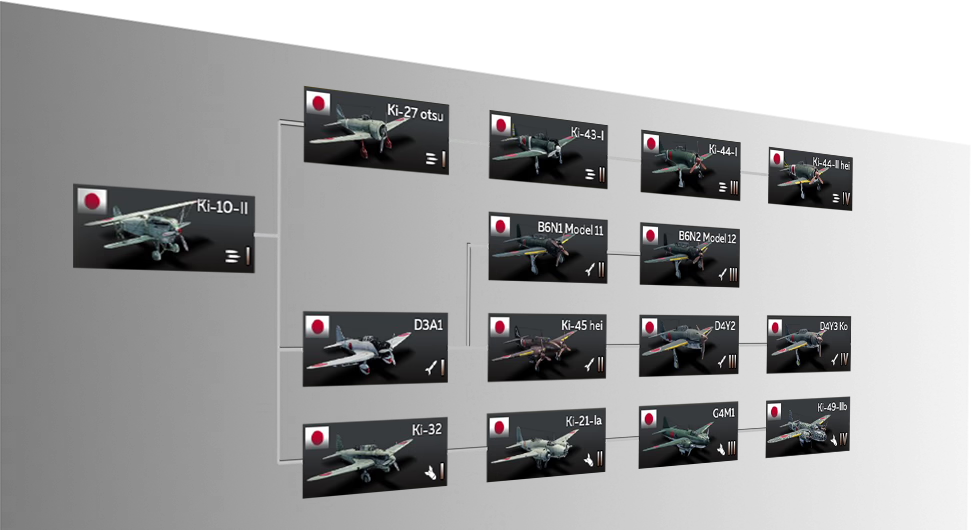 Ki-10-II
I
Ki-27 otsu
I
Ki-43-I
II
Ki-44-I
III
Ki-44-II hei
IV
B6N1 Model 11
II
B6N2 Model 12
III
D3A1
I
Ki-45 hei
II
D4Y2
III
D4Y3 Ko
IV
Ki-32
I
Ki-21-Ia
II
G4M1
III
Ki-49-IIb
IV